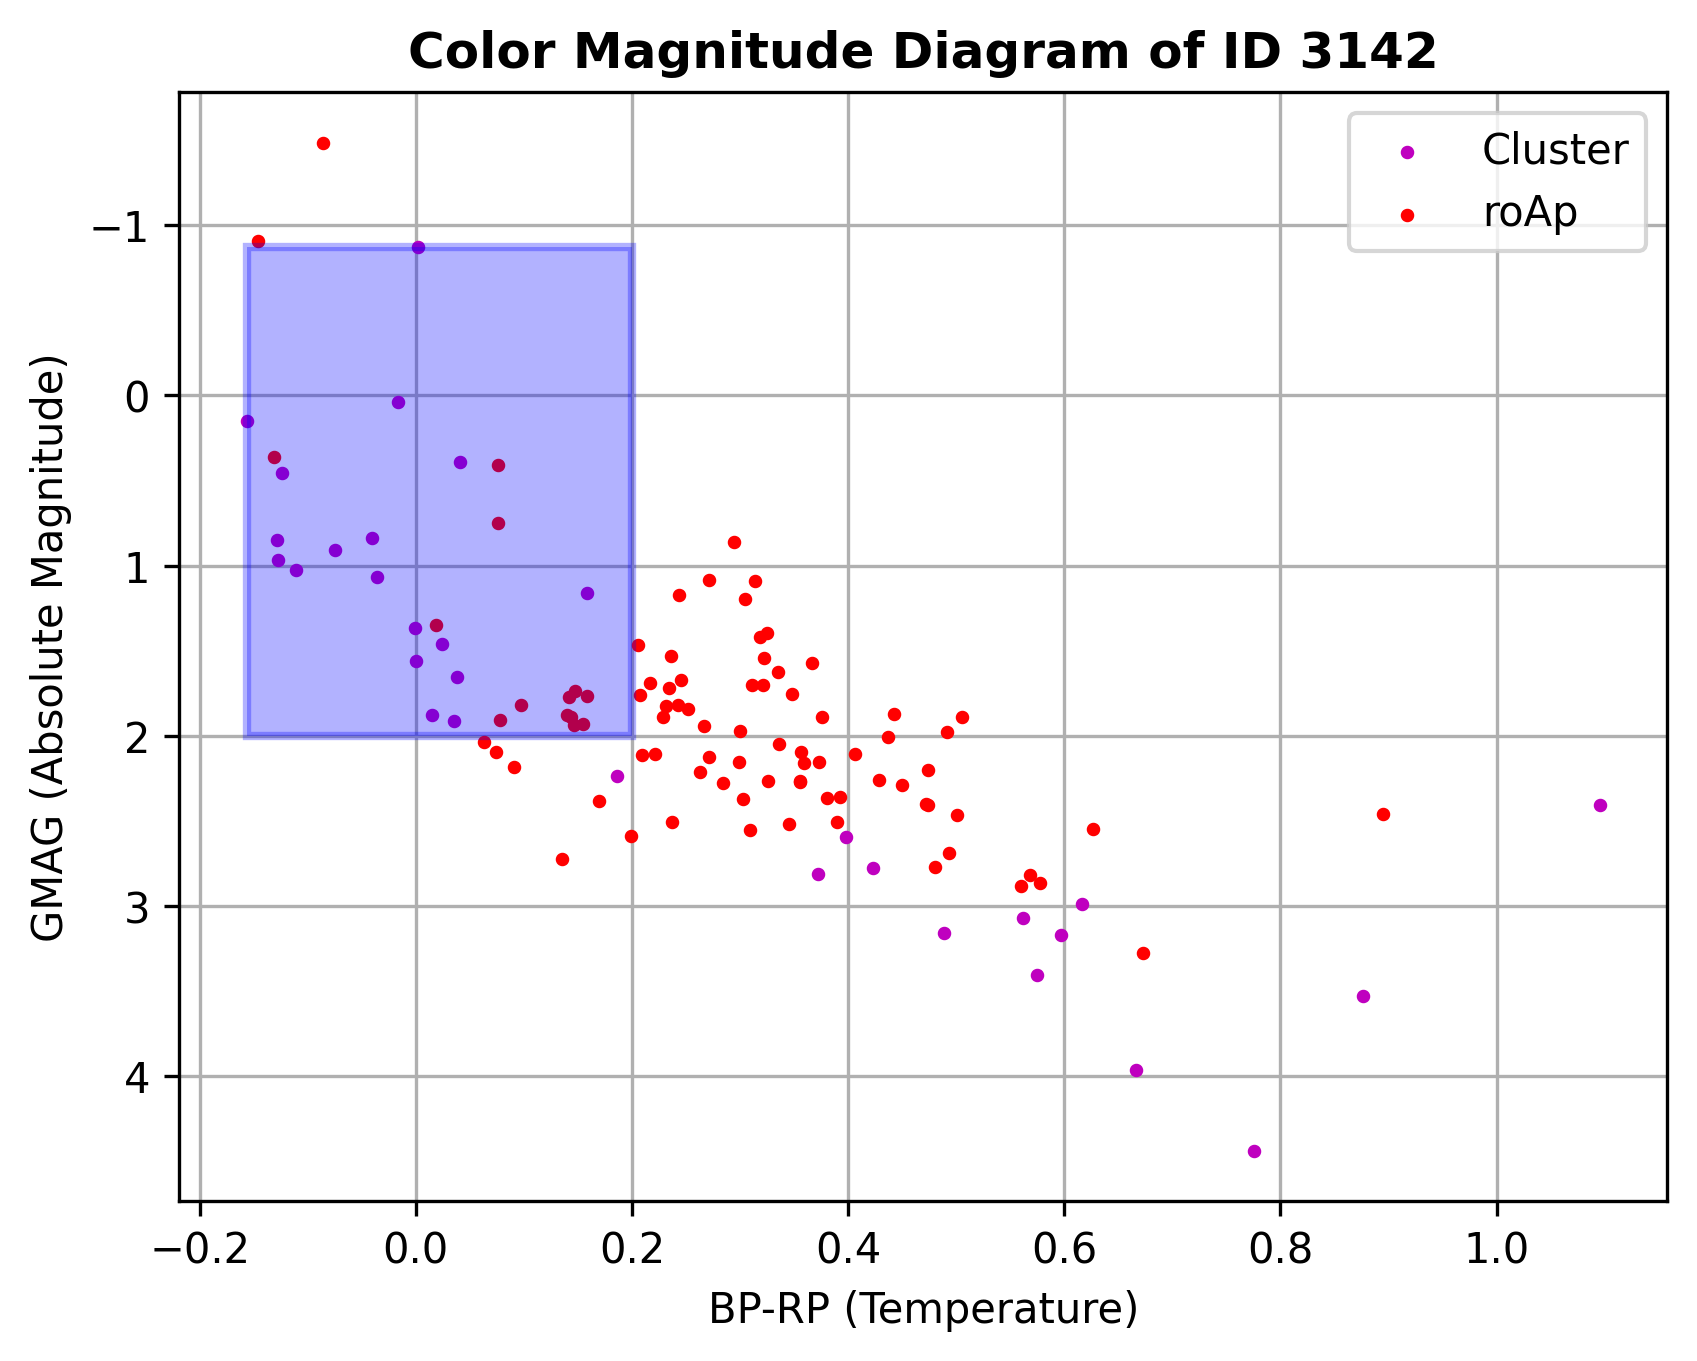 Color Magnitude Diagram of ID 3142
Cluster
roAp
GMAG (Absolute Magnitude)
−1
0
1
2
3
4
−0.2 0.0 0.2 0.4 0.6 0.8 1.0
BP-RP (Temperature)